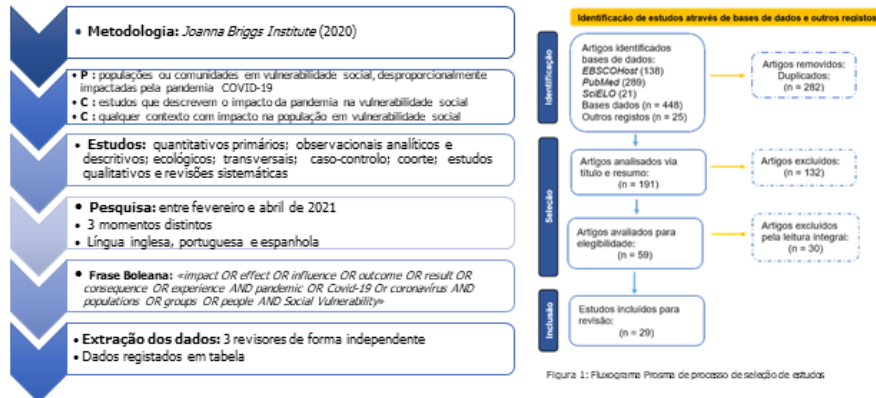 • Metodologia: Joanna Briggs Institute (2020)
• P : populações ou comunidades em vulnerabilidade social, desproporcionalmente
impactadas pela pandemia COVID-19
• C : estudos que descrevem o impacto da pandemia na vulnerabilidade social
• C : qualquer contexto com impacto na população em vulnerabilidade social
• Estudos: quantitativos primários; observacionais analíticos e
descritivos; ecológicos; transversais; caso-controlo; coorte; estudos
qualitativos e revisões sistemáticas
• Pesquisa: entre fevereiro e abril de 2021
• 3 momentos distintos
• Língua inglesa, portuguesa e espanhola
• Frase Boleana: «impact OR effect OR influence OR outcome OR result OR
consequence OR experience AND pandemic OR Covid-19 Or coronavírus AND
populations OR groups OR people AND Social Vulnerability»
• Extração dos dados: 3 revisores de forma independente
• Dados registados em tabela
Identificação de estudos através de bases de dados e outros registos
Identificação
Artigos identificados
bases de dados:
EBSCOHost (138)
PubMed (289)
SciELO (21)
Bases dados (n = 448)
Outros registos (n = 25)
Artigos removidos:
Duplicados:
n = 282)
Seleção
Artigos analisados via
título e resumo:
(n = 191)
Artigos excluídos:
(n = 132)
Artigos avaliados para
elegibilidade:
(n = 59)
Artigos excluídos
pela leitura integral:
(n = 30)
Inclusão
Estudos incluídos para
revisão:
(n = 29)
Figura 1: Fluxograma Prosma de processo de seleção de estudos